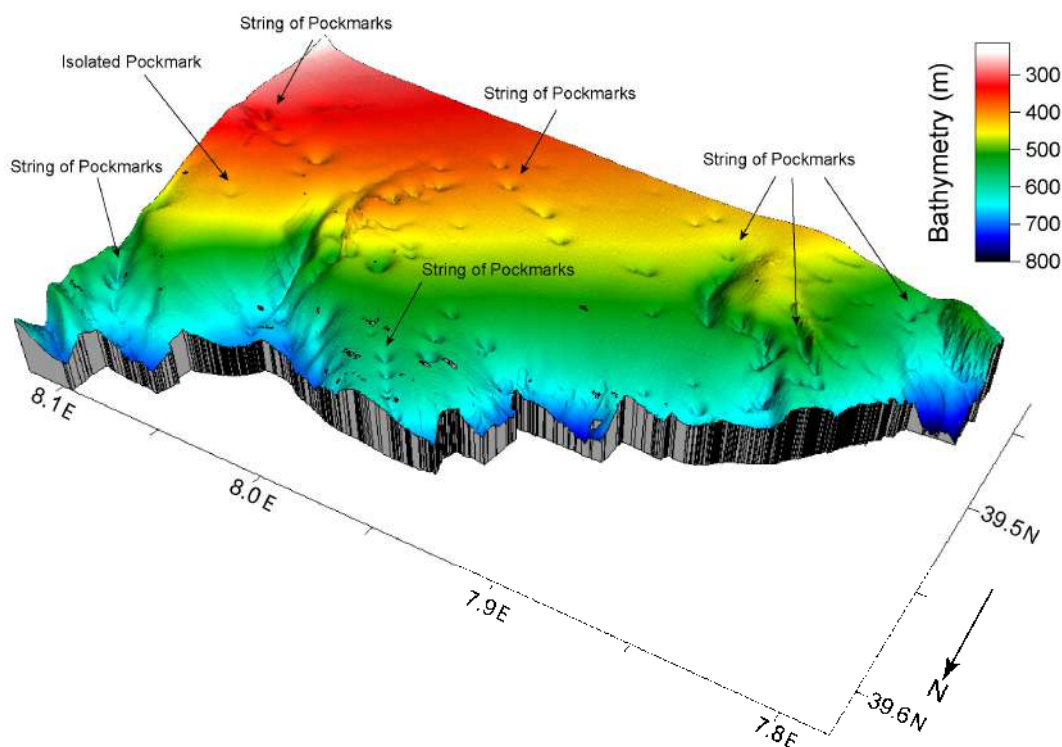 String of Pockmarks
Isolated Pockmark
String of Pockmarks
String of Pockmarks
String of Pockmarks
String of Pockmarks
Bathymetry (m)
300
400
500
600
700
800
8.1E
8.0E
7.9E
7.8E
39.5N
39.6N
N